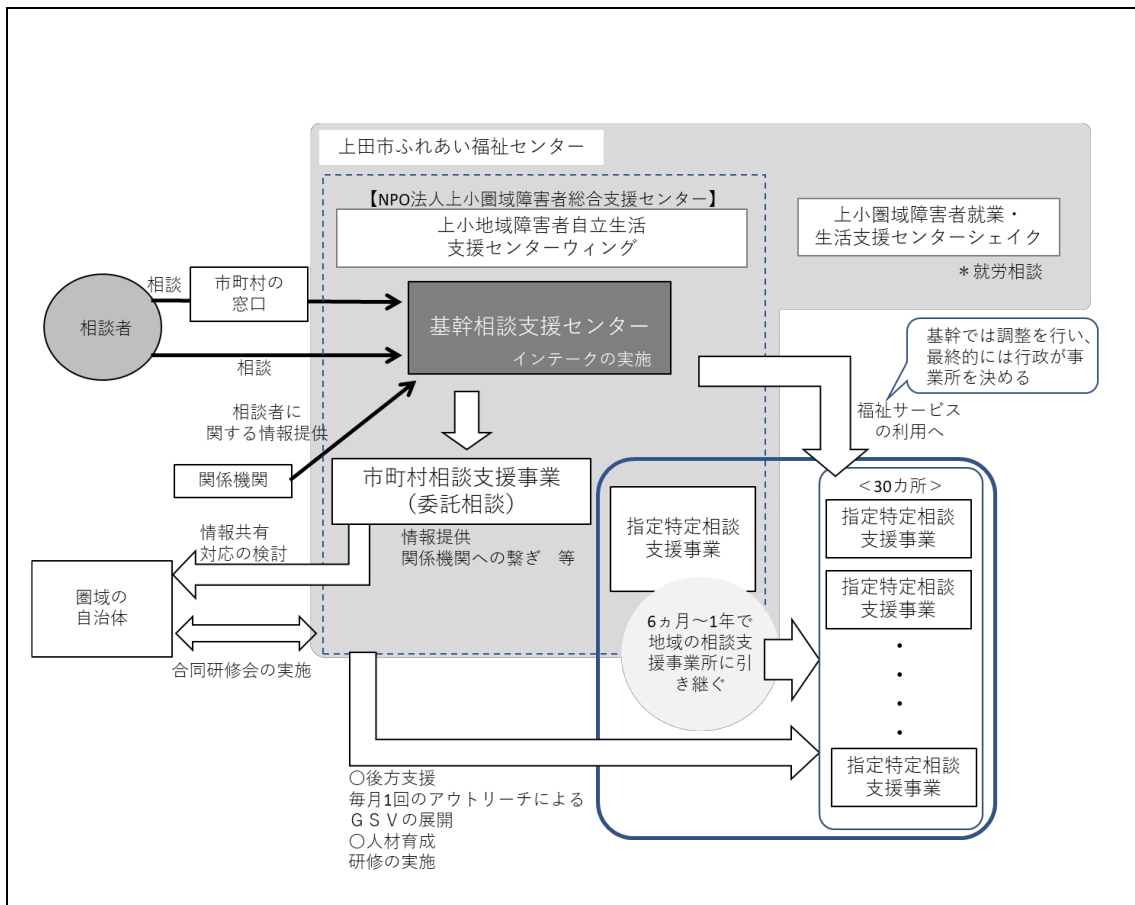 上田市ふれあい福祉センター
【NPO法人上小圏域障害者総合支援センター】
上小地域障害者自立生活
支援センターウィング
上小圏域障害者就業・
生活支援センターシェイク
＊就労相談
相談者
相談
市町村の
窓口
相談
基幹相談支援センター
インテークの実施
基幹では調整を行い、
最終的には行政が事
業所を決める
相談者に
関する情報提供
関係機関
福祉サービス
の利用へ
市町村相談支援事業
（委託相談）
情報提供
関係機関への繋ぎ　等
情報共有
対応の検討
圏域の
自治体
合同研修会の実施
指定特定相談
支援事業
6ヵ月～1年で
地域の相談支
援事業所に引
き継ぐ
＜30カ所＞
指定特定相談
支援事業
指定特定相談
支援事業
・
・
・
・
指定特定相談
支援事業
○後方支援
毎月1回のアウトリーチによる
ＧＳＶの展開
○人材育成
研修の実施